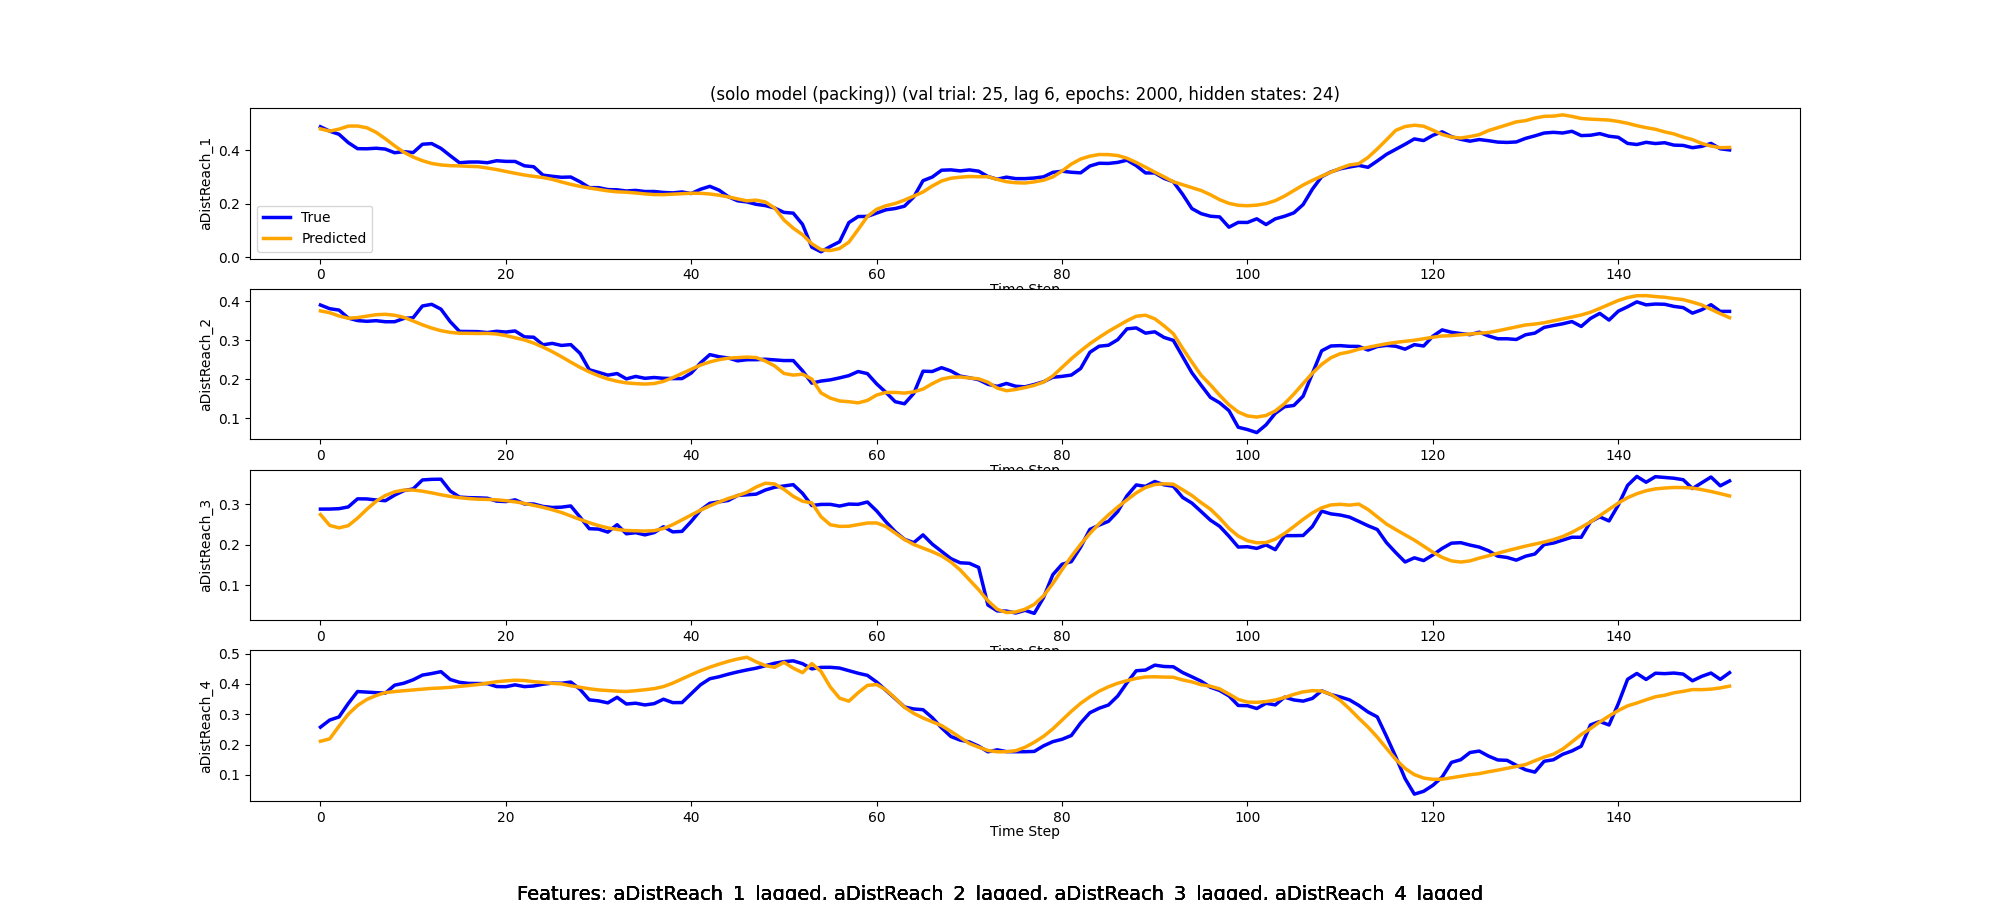 (solo model (packing)) (val trial: 25, lag 6, epochs: 2000, hidden states: 24)
aDistReach_1
0.4
0.2
0.0
True
Predicted
0 20 40 60 80 100 120 140
Time Step
aDistReach_2
0.4
0.3
0.2
0.1
0 20 40 60 80 100 120 140
Time Step
aDistReach_3
0.3
0.2
0.1
0 20 40 60 80 100 120 140
Time Step
aDistReach_4
0.5
0.4
0.3
0.2
0.1
0 20 40 60 80 100 120 140
Time Step
Features: aDistReach_1_lagged, aDistReach_2_lagged, aDistReach_3_lagged, aDistReach_4_lagged